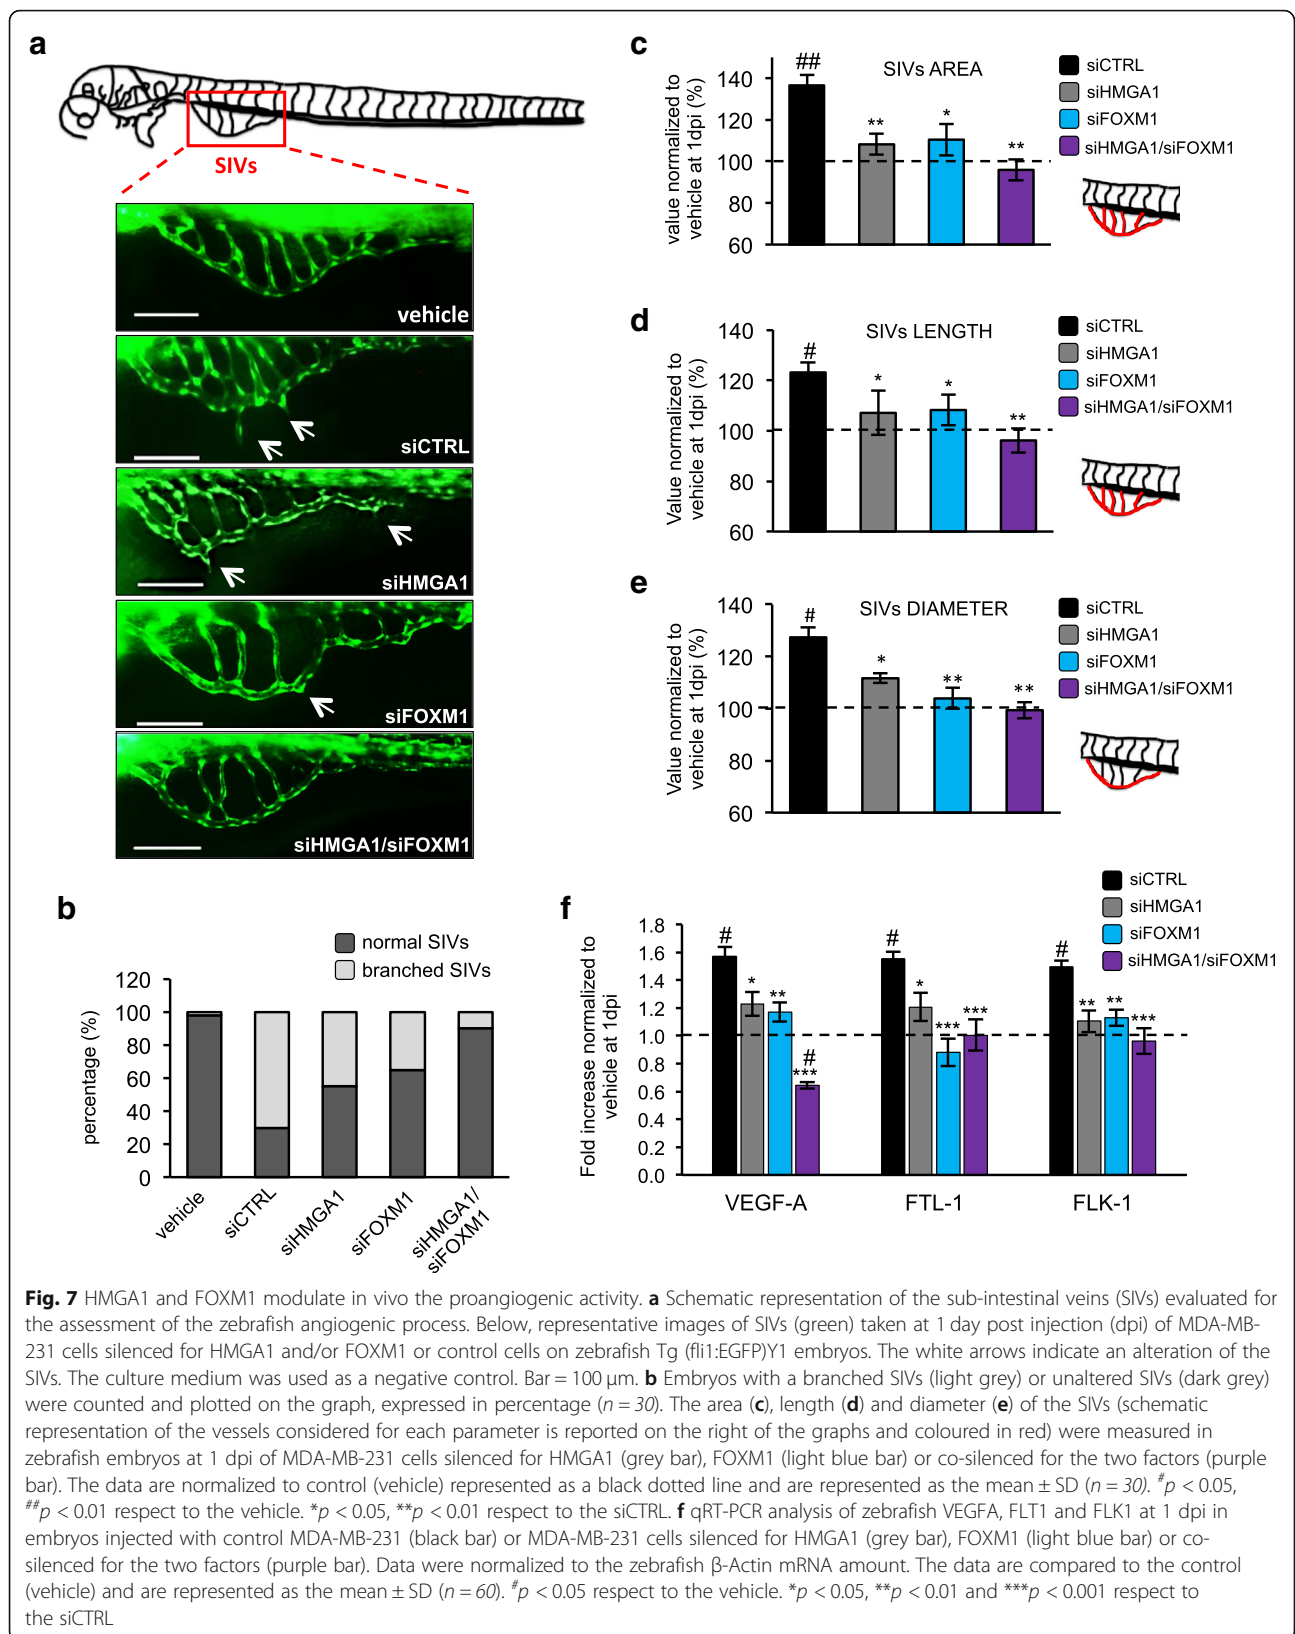 a
SIVs
vehicle
siCTRL
siHMGA1
siFOXM1
siHMGA1/siFOXM1
b
normal SIVs
branched SIVs
percentage (%)
120
100
80
60
40
20
0
vehicle
siCTRL
siHMGA1
siFOXM1
siHMGA1/
siFOXM1
c
SIVs AREA
value normalized to
vehicle at 1dpi (%)
140
120
100
80
60
##
**
*
**
siCTRL
siHMGA1
siFOXM1
siHMGA1/siFOXM1
d
SIVs LENGTH
Value normalized to
vehicle at 1dpi (%)
140
120
100
80
60
#
*
*
**
siCTRL
siHMGA1
siFOXM1
siHMGA1/siFOXM1
e
SIVs DIAMETER
Value normalized to
vehicle at 1dpi (%)
140
120
100
80
60
#
*
**
**
siCTRL
siHMGA1
siFOXM1
siHMGA1/siFOXM1
f
siCTRL
siHMGA1
siFOXM1
siHMGA1/siFOXM1
Fold increase normalized to
vehicle at 1dpi
1.8
1.6
1.4
1.2
1.0
0.8
0.6
0.4
0.2
0.0
#
*
**
#
***
#
*
***
***
#
**
**
***
VEGF-A
FTL-1
FLK-1
Fig. 7 HMGA1 and FOXM1 modulate in vivo the proangiogenic activity. a Schematic representation of the sub-intestinal veins (SIVs) evaluated for
the assessment of the zebrafish angiogenic process. Below, representative images of SIVs (green) taken at 1 day post injection (dpi) of MDA-MB-
231 cells silenced for HMGA1 and/or FOXM1 or control cells on zebrafish Tg (fli1:EGFP)Y1 embryos. The white arrows indicate an alteration of the
SIVs. The culture medium was used as a negative control. Bar = 100 μm. b Embryos with a branched SIVs (light grey) or unaltered SIVs (dark grey)
were counted and plotted on the graph, expressed in percentage (n = 30). The area (c), length (d) and diameter (e) of the SIVs (schematic
representation of the vessels considered for each parameter is reported on the right of the graphs and coloured in red) were measured in
zebrafish embryos at 1 dpi of MDA-MB-231 cells silenced for HMGA1 (grey bar), FOXM1 (light blue bar) or co-silenced for the two factors (purple
bar). The data are normalized to control (vehicle) represented as a black dotted line and are represented as the mean ± SD (n = 30). #p < 0.05,
##p < 0.01 respect to the vehicle. *p < 0.05, **p < 0.01 respect to the siCTRL. f qRT-PCR analysis of zebrafish VEGFA, FLT1 and FLK1 at 1 dpi in
embryos injected with control MDA-MB-231 (black bar) or MDA-MB-231 cells silenced for HMGA1 (grey bar), FOXM1 (light blue bar) or co-
silenced for the two factors (purple bar). Data were normalized to the zebrafish β-Actin mRNA amount. The data are compared to the control
(vehicle) and are represented as the mean ± SD (n = 60). #p < 0.05 respect to the vehicle. *p < 0.05, **p < 0.01 and ***p < 0.001 respect to
the siCTRL